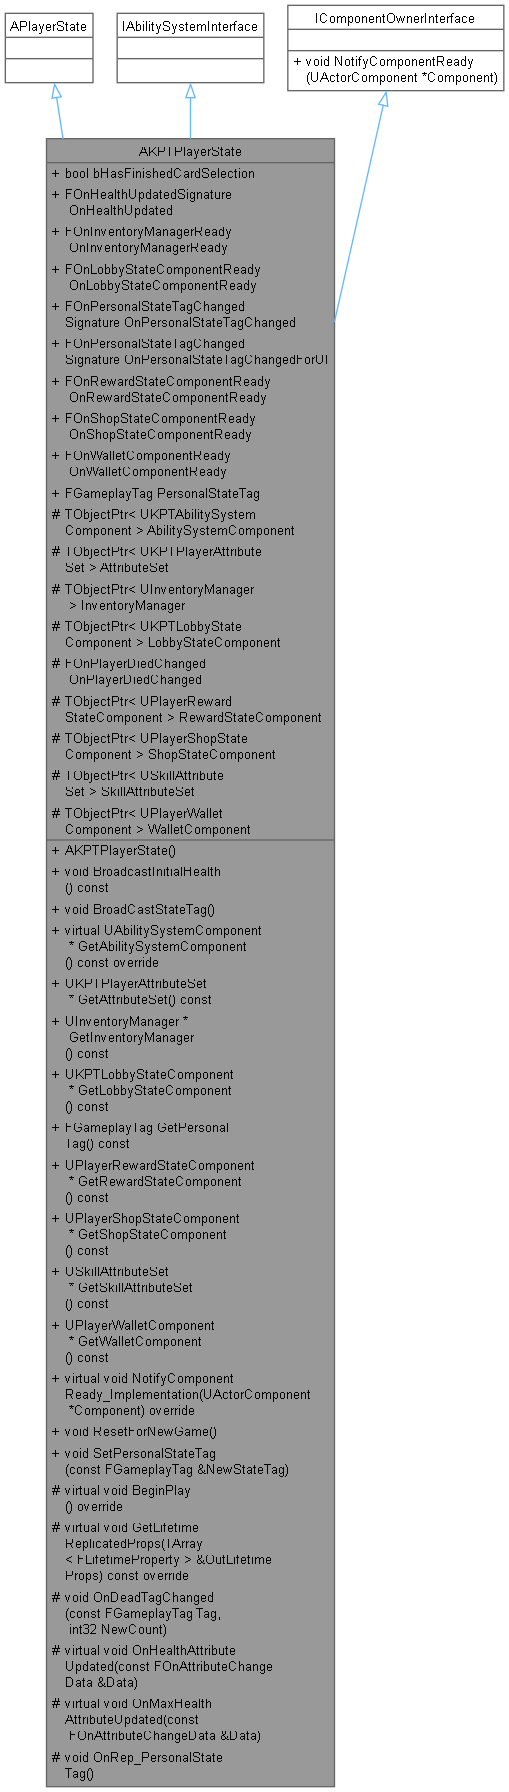 APlayerState
IAbilitySystemInterface
IComponentOwnerInterface
+ void NotifyComponentReady
(UActorComponent *Component)
AKPTPlayerState
+ bool bHasFinishedCardSelection
+ FOnHealthUpdatedSignature
OnHealthUpdated
+ FOnInventoryManagerReady
OnInventoryManagerReady
+ FOnLobbyStateComponentReady
OnLobbyStateComponentReady
+ FOnPersonalStateTagChanged
Signature OnPersonalStateTagChanged
+ FOnPersonalStateTagChanged
Signature OnPersonalStateTagChangedForUI
+ FOnRewardStateComponentReady
OnRewardStateComponentReady
+ FOnShopStateComponentReady
OnShopStateComponentReady
+ FOnWalletComponentReady
OnWalletComponentReady
+ FGameplayTag PersonalStateTag
# TObjectPtr< UKPTAbilitySystem
Component > AbilitySystemComponent
# TObjectPtr< UKPTPlayerAttribute
Set > AttributeSet
# TObjectPtr< UInventoryManager
> InventoryManager
# TObjectPtr< UKPTLobbyState
Component > LobbyStateComponent
# FOnPlayerDiedChanged
OnPlayerDiedChanged
# TObjectPtr< UPlayerReward
StateComponent > RewardStateComponent
# TObjectPtr< UPlayerShopState
Component > ShopStateComponent
# TObjectPtr< USkillAttribute
Set > SkillAttributeSet
# TObjectPtr< UPlayerWallet
Component > WalletComponent
+ AKPTPlayerState()
+ void BroadcastInitialHealth
() const
+ void BroadCastStateTag()
+ virtual UAbilitySystemComponent
* GetAbilitySystemComponent
() const override
+ UKPTPlayerAttributeSet
* GetAttributeSet() const
+ UInventoryManager *
GetInventoryManager
() const
+ UKPTLobbyStateComponent
* GetLobbyStateComponent
() const
+ FGameplayTag GetPersonal
Tag() const
+ UPlayerRewardStateComponent
* GetRewardStateComponent
() const
+ UPlayerShopStateComponent
* GetShopStateComponent
() const
+ USkillAttributeSet
* GetSkillAttributeSet
() const
+ UPlayerWalletComponent
* GetWalletComponent
() const
+ virtual void NotifyComponent
Ready_Implementation(UActorComponent
*Component) override
+ void ResetForNewGame()
+ void SetPersonalStateTag
(const FGameplayTag &NewStateTag)
# virtual void BeginPlay
() override
# virtual void GetLifetime
ReplicatedProps(TArray
< FLifetimeProperty > &OutLifetime
Props) const override
# void OnDeadTagChanged
(const FGameplayTag Tag,
int32 NewCount)
# virtual void OnHealthAttribute
Updated(const FOnAttributeChange
Data &Data)
# virtual void OnMaxHealth
AttributeUpdated(const
FOnAttributeChangeData &Data)
# void OnRep_PersonalState
Tag()